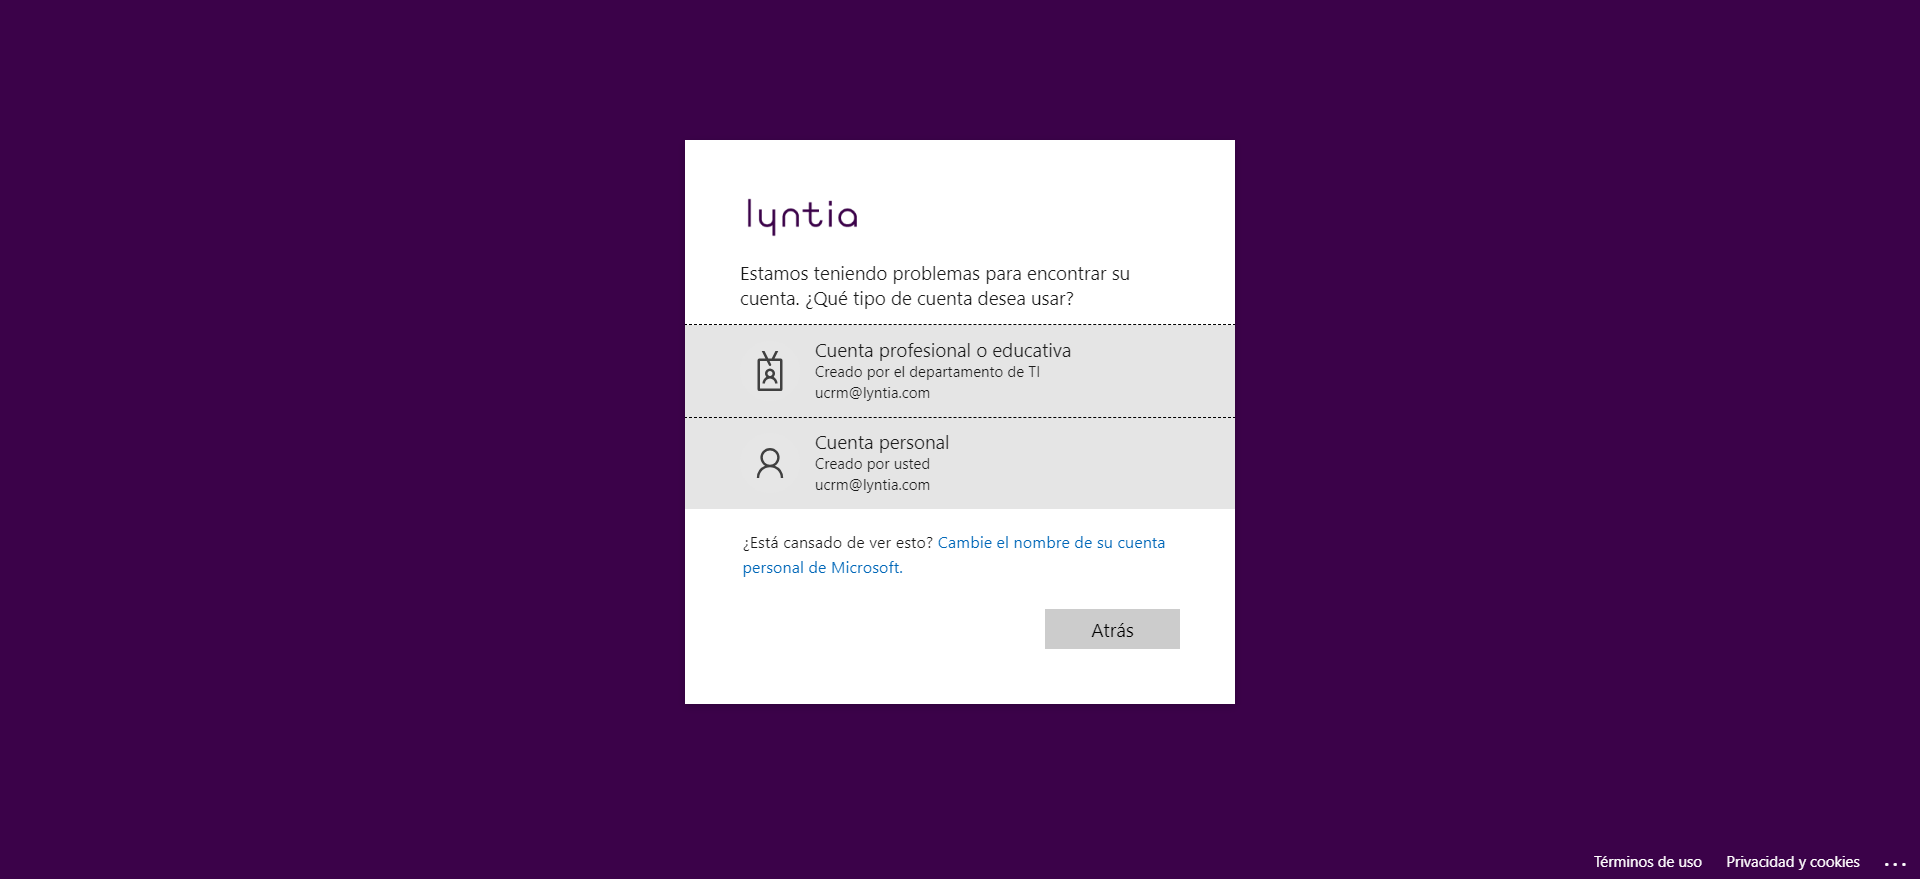 lyntia
Estamos teniendo problemas para encontrar su
cuenta. ¿Qué tipo de cuenta desea usar?
Cuenta profesional o educativa
Creado por el departamento de TI
ucrm@lyntia.com
Cuenta personal
Creado por usted
ucrm@lyntia.com
¿Está cansado de ver esto? Cambie el nombre de su cuenta
personal de Microsoft.
Atrás
Términos de uso Privacidad y cookies ...